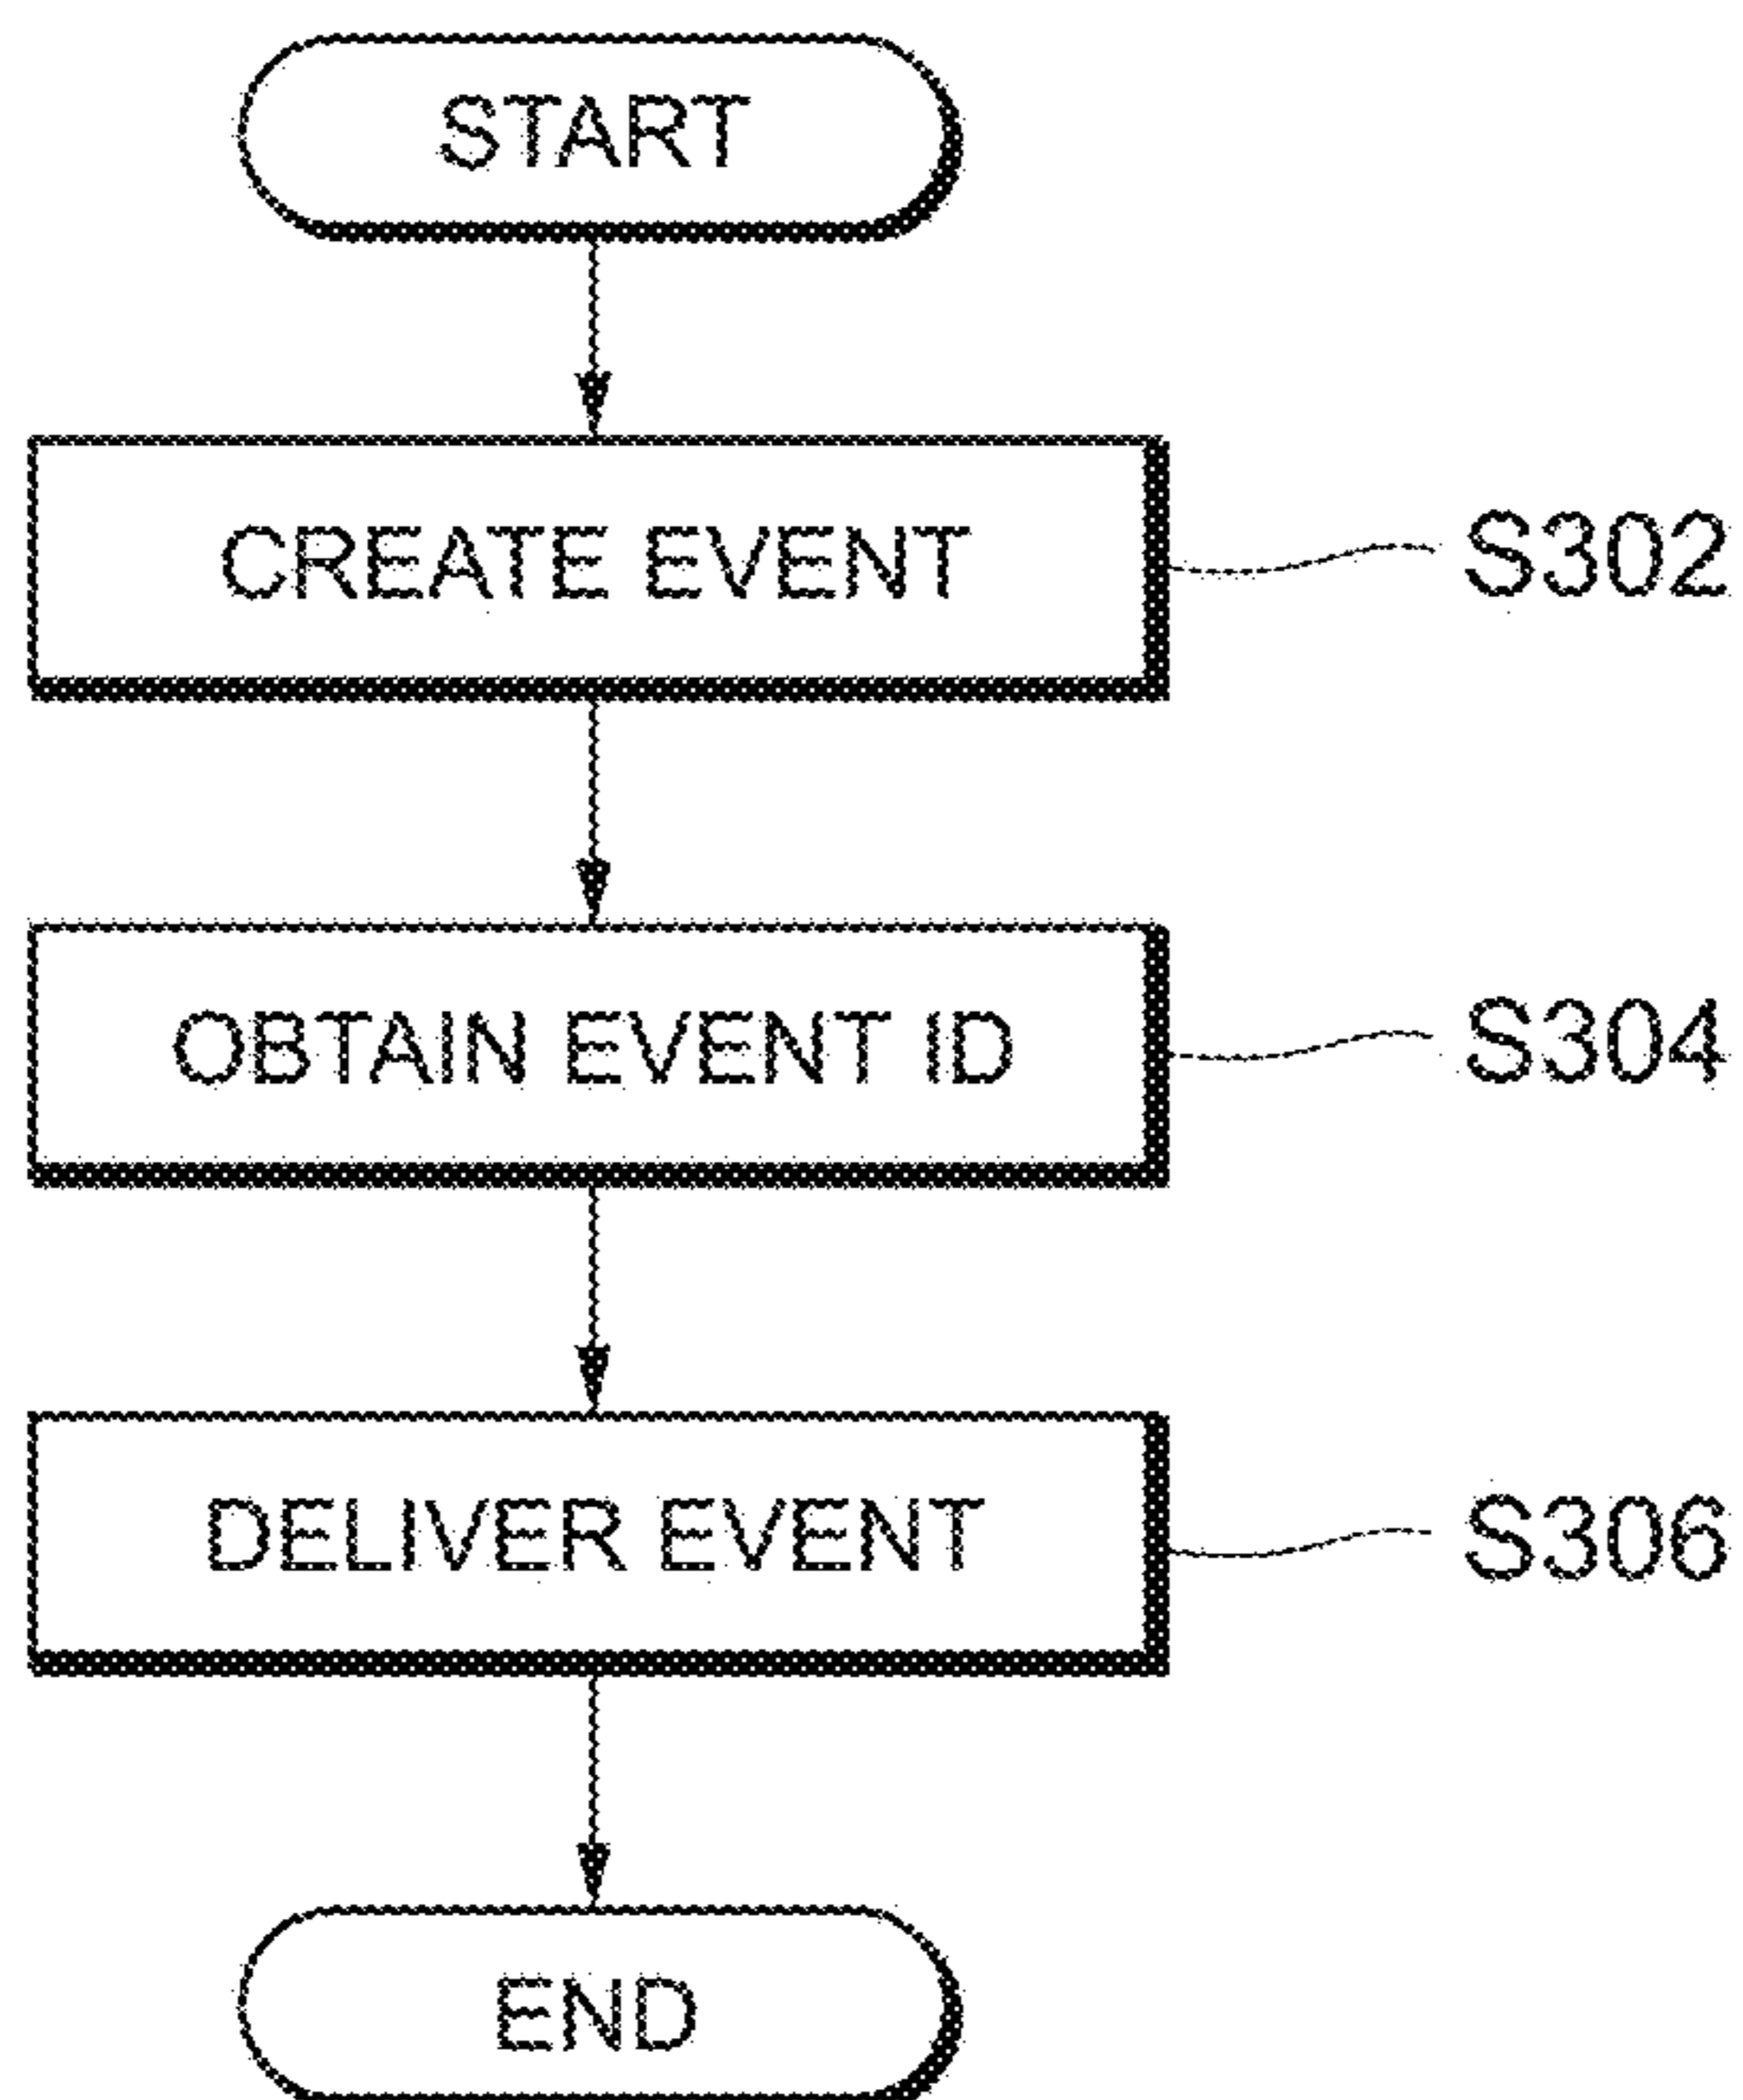 START
CREATE EVENT
S302
OBTAIN EVENT ID
S304
DELIVER EVENT
S306
END